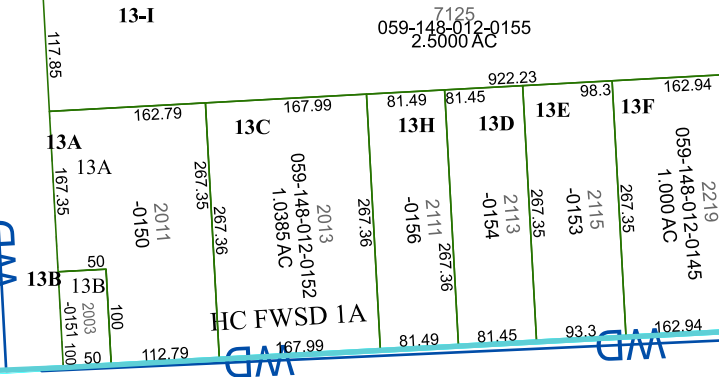 13-I
7125
059-148-012-0155
2.5000 AC
117.85
922.23
162.79
167.99
81.49
81.45
98.3
162.94
13A
13A
13C
13H
13D
13E
13F
167.35
2011
-0150
267.35
267.36
2013
059-148-012-0152
1.0385 AC
267.36
2111
-0156
267.36
2113
-0154
267.35
2115
-0153
267.35
2219
059-148-012-0145
1.000 AC
50
13B
13B
2003
-0151
100
100
50
HC FWSD 1A
112.79
167.99
81.49
81.45
93.3
162.94
WD
WD
WD